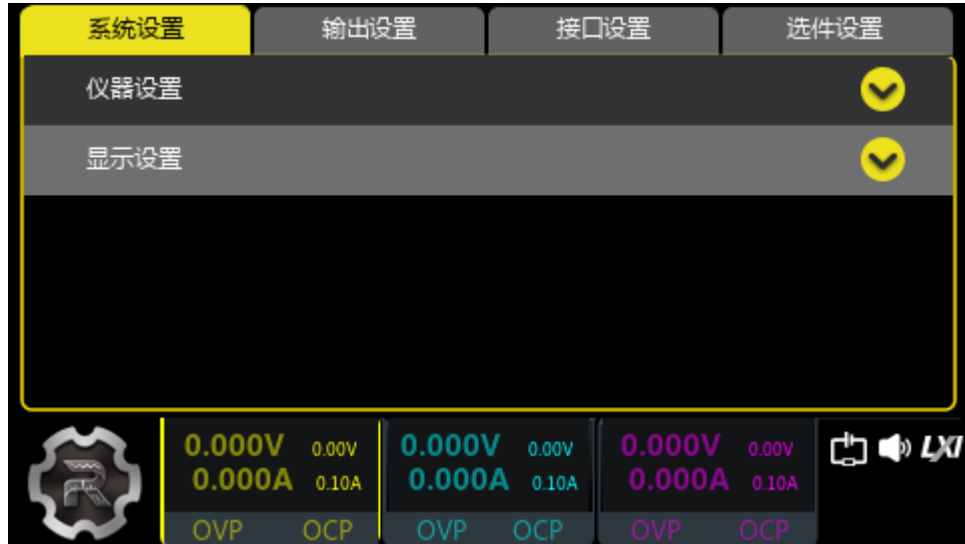 系统设置 输出设置 接口设置 选件设置
仪器设置
显示设置
0.000V 0.00V 0.000V 0.00V 0.000V 0.00V
0.000A 0.10A 0.000A 0.10A 0.000A 0.10A
OVP OCP OVP OCP OVP OCP
LXI